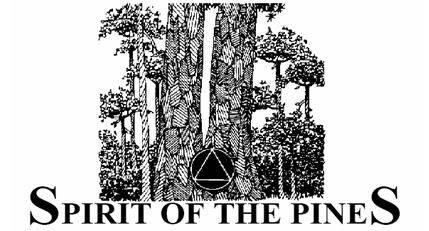 SPIRIT OF THE PINES